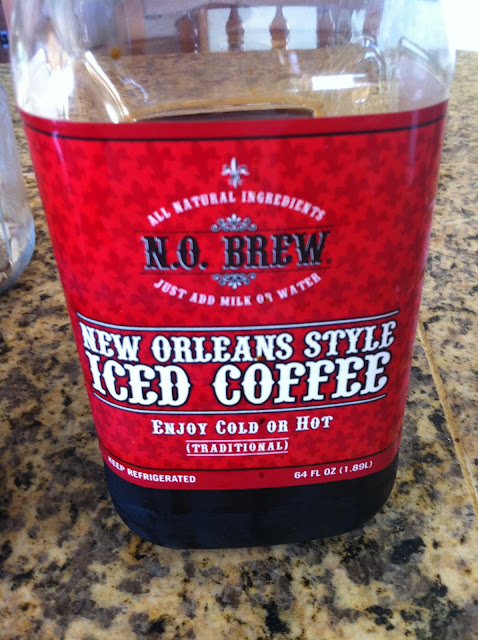 ALL NATURAL INGREDIENTS
N.O. BREW
JUST ADD MILK OR WATER
NEW ORLEANS STYLE
ICED COFFEE
ENJOY COLD OR HOT
(TRADITIONAL)
KEEP REFRIGERATED 64 FL OZ (1.89L)